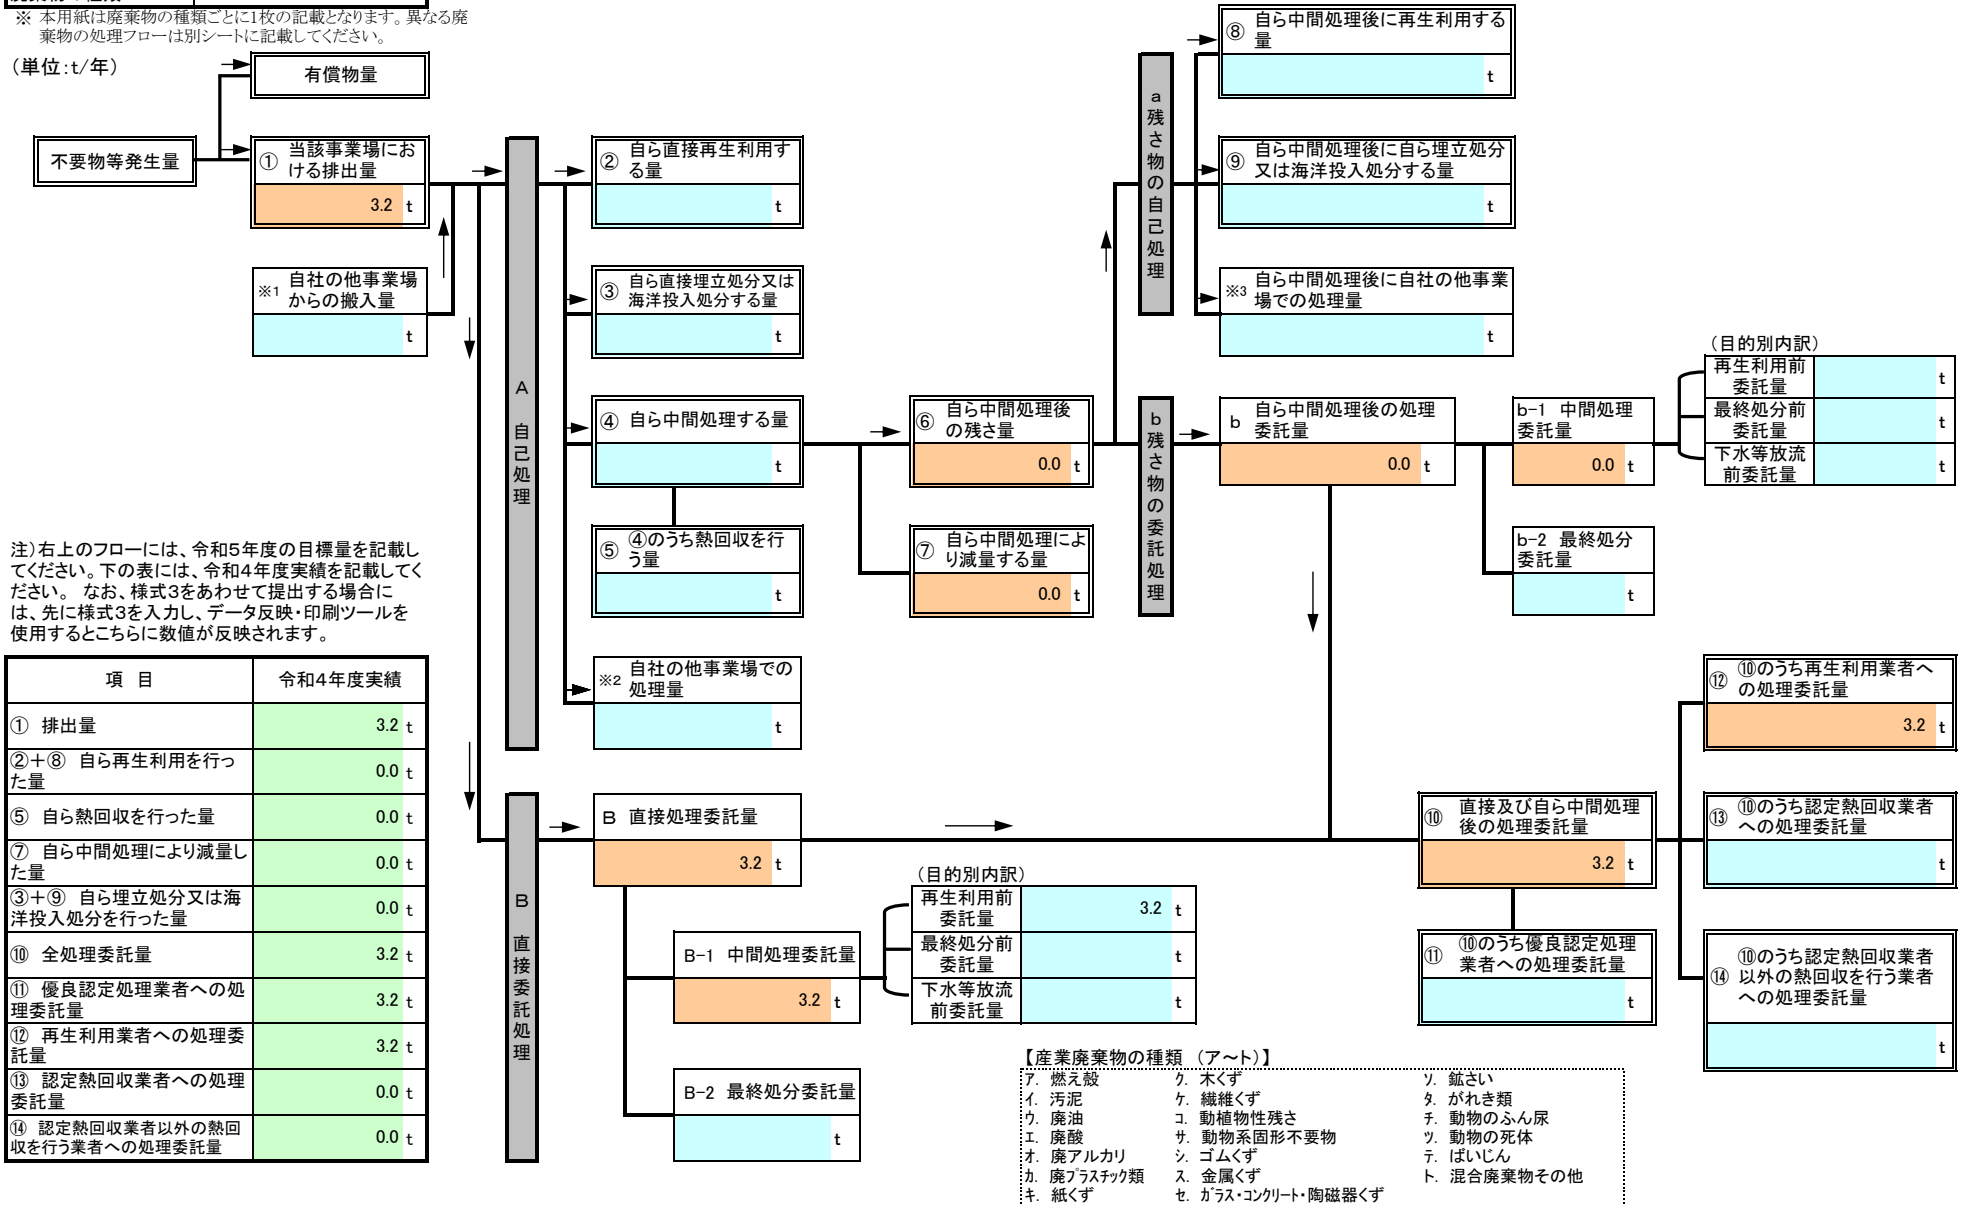 ※ 本用紙は廃棄物の種類ごとに1枚の記載となります。異なる廃
棄物の処理フローは別シートに記載してください。
(単位:t/年)
有償物量
不要物等発生量
① 当該事業場にお
ける排出量
3.2 t
※1 自社の他事業場
からの搬入量
t
A 自己処理
② 自ら直接再生利用す
る量
t
③ 自ら直接埋立処分又は
海洋投入処分する量
t
④ 自ら中間処理する量
t
⑤ ④のうち熱回収を行
う量
t
※2 自社の他事業場での
処理量
t
⑥ 自ら中間処理後
の残さ量
0.0 t
⑦ 自ら中間処理によ
り減量する量
0.0 t
a 残さ物の自己処理
⑧ 自ら中間処理後に再生利用する
量
t
⑨ 自ら中間処理後に自ら埋立処分
又は海洋投入処分する量
t
※3 自ら中間処理後に自社の他事業
場での処理量
t
b 残さ物の委託処理
b 自ら中間処理後の処理
委託量
0.0 t
b-1 中間処理
委託量
0.0 t
(目的別内訳)
再生利用前
委託量
t
最終処分前
委託量
t
下水等放流
前委託量
t
b-2 最終処分
委託量
t
注)右上のフローには、令和5年度の目標量を記載し
てください。下の表には、令和4年度実績を記載してく
ださい。 なお、様式3をあわせて提出する場合に
は、先に様式3を入力し、データ反映・印刷ツールを
使用するとこちらに数値が反映されます。
項 目 令和4年度実績
① 排出量 3.2 t
②+⑧ 自ら再生利用を行っ
た量 0.0 t
⑤ 自ら熱回収を行った量 0.0 t
⑦ 自ら中間処理により減量し
た量 0.0 t
③+⑨ 自ら埋立処分又は海
洋投入処分を行った量 0.0 t
⑩ 全処理委託量 3.2 t
⑪ 優良認定処理業者への処
理委託量 3.2 t
⑫ 再生利用業者への処理委
託量 3.2 t
⑬ 認定熱回収業者への処理
委託量 0.0 t
⑭ 認定熱回収業者以外の熱回
収を行う業者への処理委託量 0.0 t
B 直接委託処理
B 直接処理委託量
3.2 t
B-1 中間処理委託量
3.2 t
B-2 最終処分委託量
t
(目的別内訳)
再生利用前
委託量
3.2 t
最終処分前
委託量
t
下水等放流
前委託量
t
⑩ 直接及び自ら中間処理
後の処理委託量
3.2 t
⑪ ⑩のうち優良認定処理
業者への処理委託量
t
⑫ ⑩のうち再生利用業者へ
の処理委託量
3.2 t
⑬ ⑩のうち認定熱回収業者
への処理委託量
t
⑭ ⑩のうち認定熱回収業者
以外の熱回収を行う業者
への処理委託量
t
【産業廃棄物の種類 (ア~ト)】
ア. 燃え殻
イ. 汚泥
ウ. 廃油
エ. 廃酸
オ. 廃アルカリ
カ. 廃プラスチック類
キ. 紙くず
ク. 木くず
ケ. 繊維くず
コ. 動植物性残さ
サ. 動物系固形不要物
シ. ゴムくず
ス. 金属くず
セ. ガラス・コンクリート・陶磁器くず
ソ. 鉱さい
タ. がれき類
チ. 動物のふん尿
ツ. 動物の死体
テ. ばいじん
ト. 混合廃棄物その他